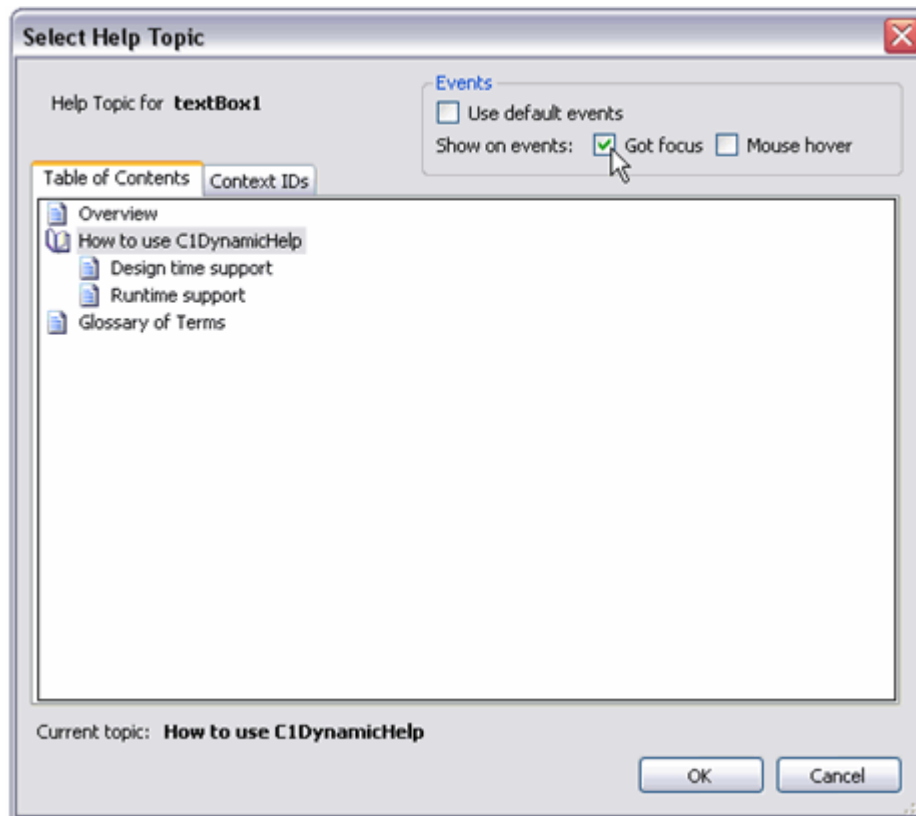 Select Help Topic
Help Topic for textBox1
Events
Use default events
Show on events: Got focus Mouse hover
Table of Contents Context IDs
Overview
How to use C1DynamicHelp
Design time support
Runtime support
Glossary of Terms
Current topic: How to use C1DynamicHelp
OK Cancel